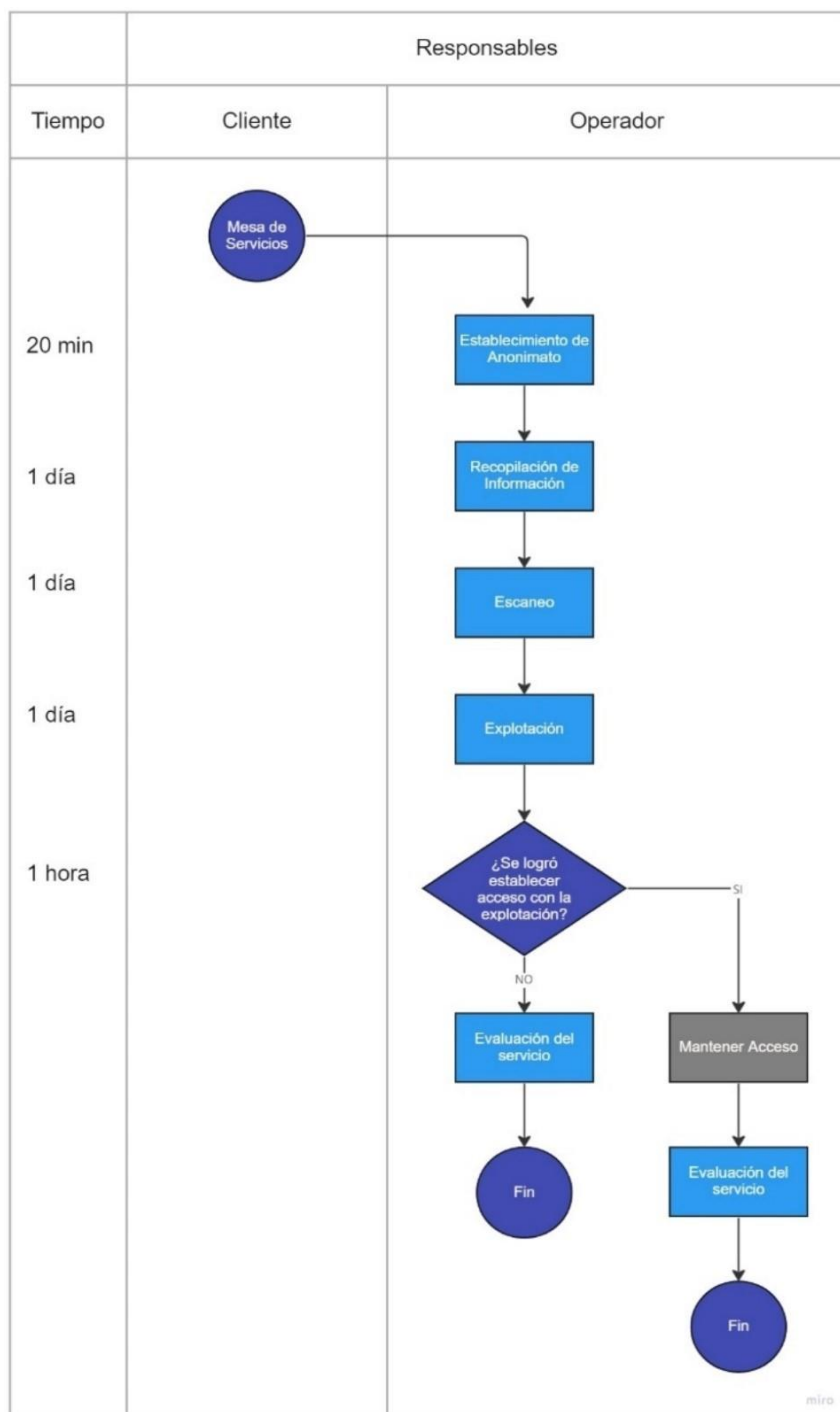 Responsables
Tiempo
Cliente
Operador
Mesa de
Servicios
20 min
Establecimiento de
Anonimato
1 día
Recopilación de
Información
1 día
Escaneo
1 día
Explotación
1 hora
¿Se logró
establecer
acceso con la
explotación?
SI
NO
Evaluación del
servicio
Mantener Acceso
Fin
Evaluación del
servicio
Fin
miro